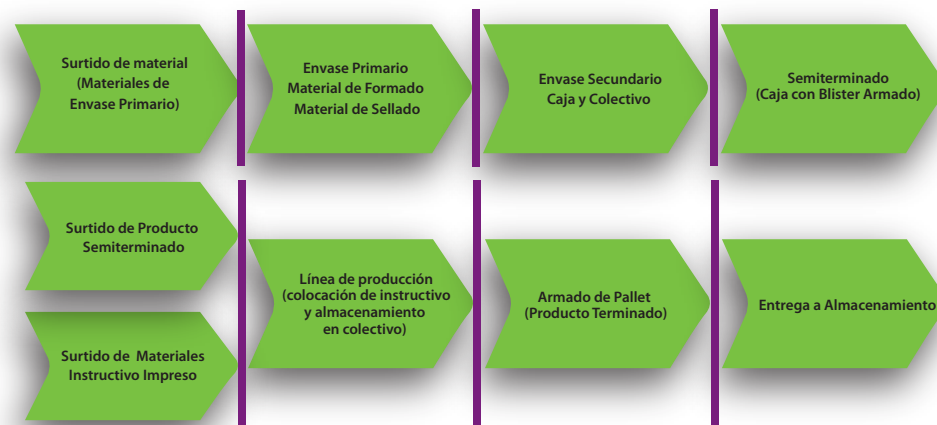 Surtido de material
(Materiales de
Envase Primario)
Envase Primario
Material de Formado
Material de Sellado
Envase Secundario
Caja y Colectivo
Semiterminado
(Caja con Blister Armado)
Surtido de Producto
Semiterminado
Surtido de Materiales
Instructivo Impreso
Línea de producción
(colocación de instructivo
y almacenamiento
en colectivo)
Armado de Pallet
(Producto Terminado)
Entrega a Almacenamiento